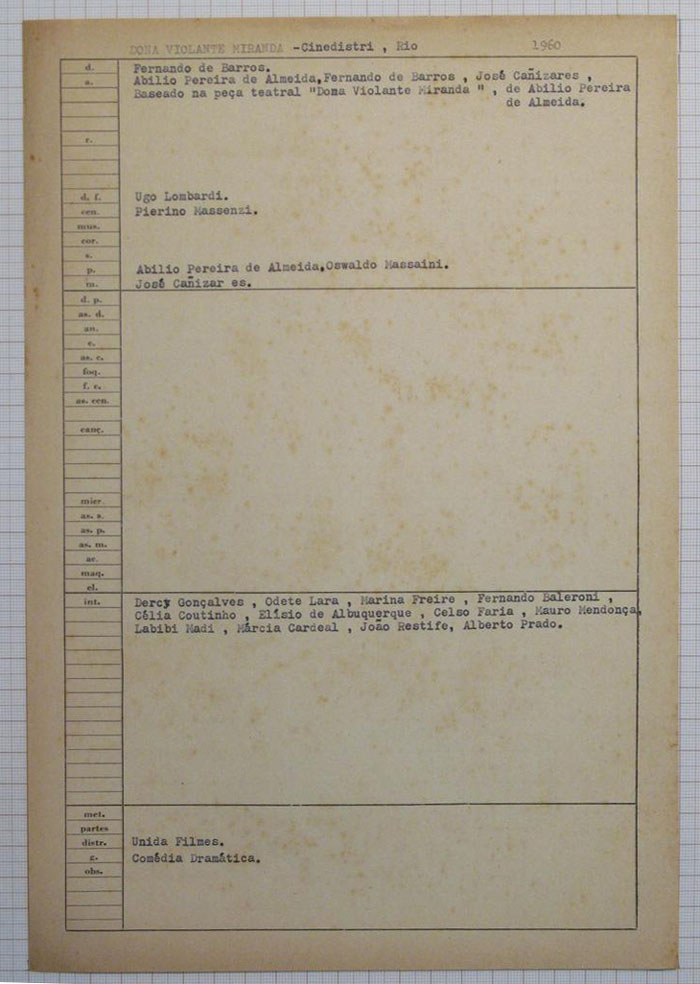 DONA VIOLANTE MIRANDA -Cinedistri , Rio 1960
d. Fernando de Barros.
a. Abilio Pereira de Almeida,Fernando de Barros , José Cañizares ,
Baseado na peça teatral "Dona Violante Miranda " , de Abilio Pereira
de Almeida.
r.
d. f. Ugo Lombardi.
cen. Pierino Massenzi.
mus.
cor.
s.
p. Abilio Pereira de Almeida,Oswaldo Massaini.
m. José Cañizar es.
d. p.
as. d.
an.
c.
as. c.
foq.
f. c.
as. cen.
canç.
micr.
as. s.
as. p.
as. m.
ac.
maq.
el.
int. Dercy Gonçalves , Odete Lara , Marina Freire , Fernando Baleroni ,
Célia Coutinho , Elísio de Albuquerque , Celso Faria , Mauro Mendonça,
Labibi Madi , Márcia Cardeal , João Restife, Alberto Prado.
met.
partes
distr. Unida Filmes.
g. Comédia Dramática.
obs.